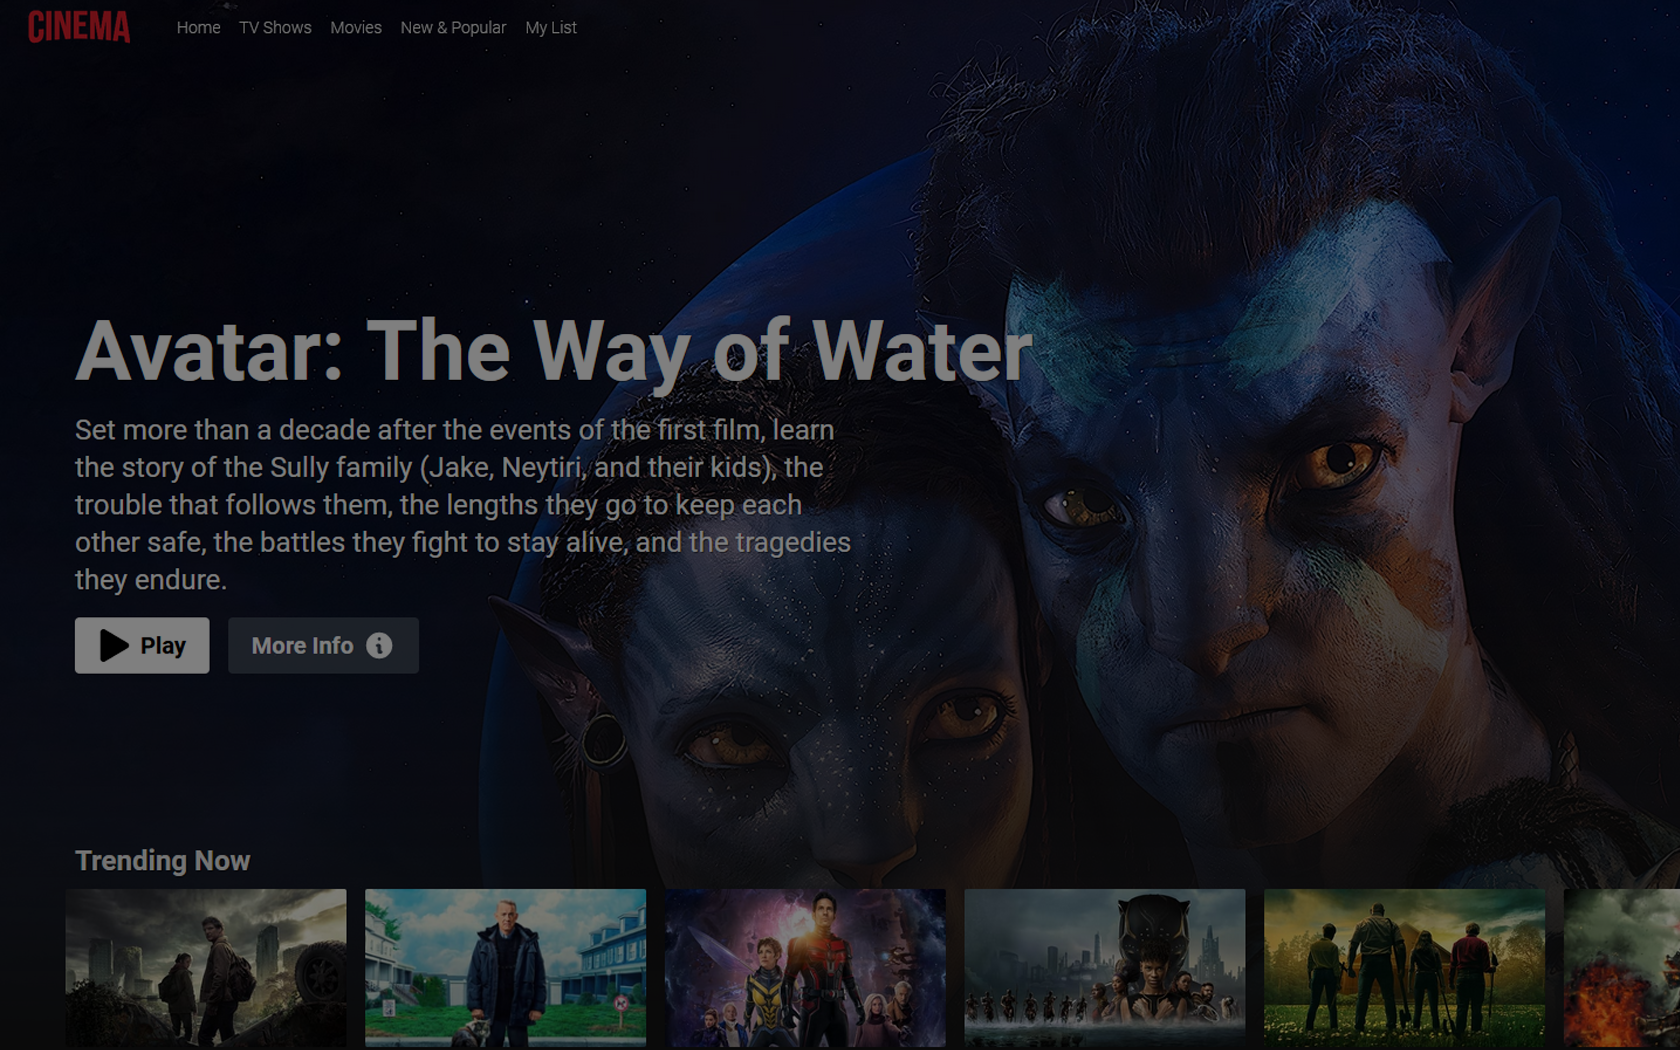 CINEMA
Home TV Shows Movies New & Popular My List
Avatar: The Way of Water
Set more than a decade after the events of the first film, learn
the story of the Sully family (Jake, Neytiri, and their kids), the
trouble that follows them, the lengths they go to keep each
other safe, the battles they fight to stay alive, and the tragedies
they endure.
Play More Info
Trending Now